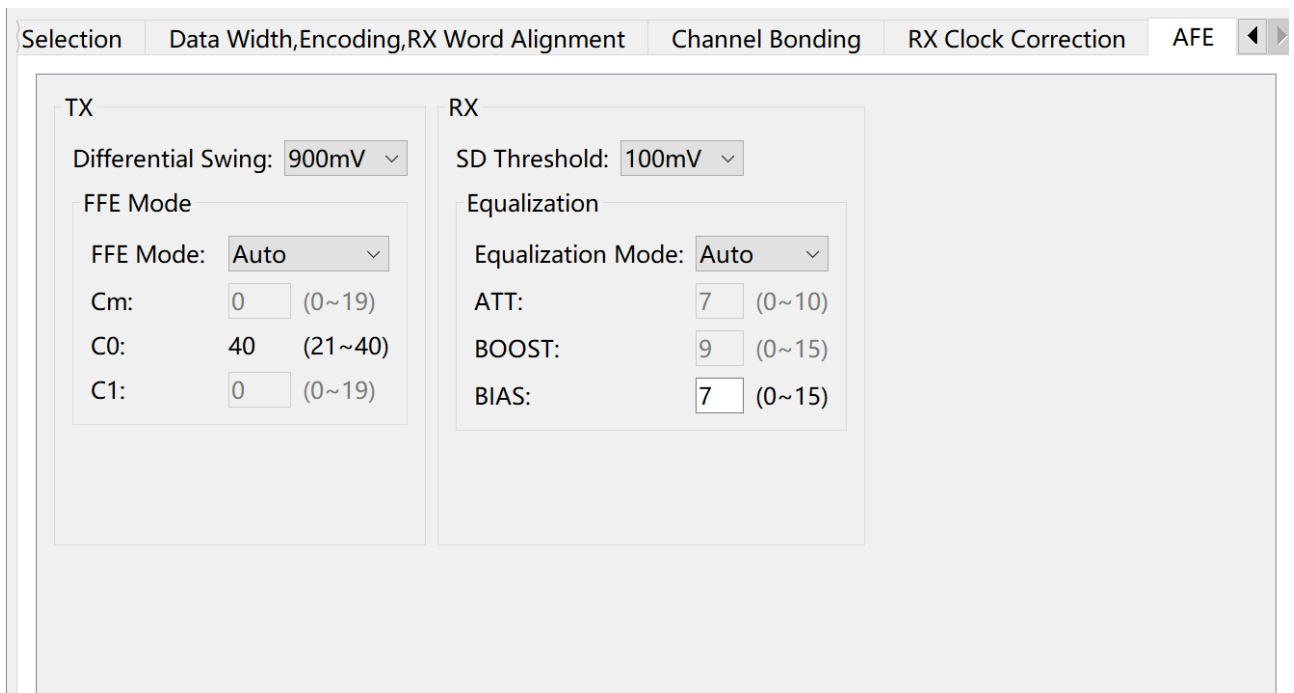 Selection Data Width,Encoding,RX Word Alignment Channel Bonding RX Clock Correction AFE
TX
Differential Swing: 900mV
FFE Mode
FFE Mode: Auto
Cm: 0 (0~19)
C0: 40 (21~40)
C1: 0 (0~19)
RX
SD Threshold: 100mV
Equalization
Equalization Mode: Auto
ATT: 7 (0~10)
BOOST: 9 (0~15)
BIAS: 7 (0~15)